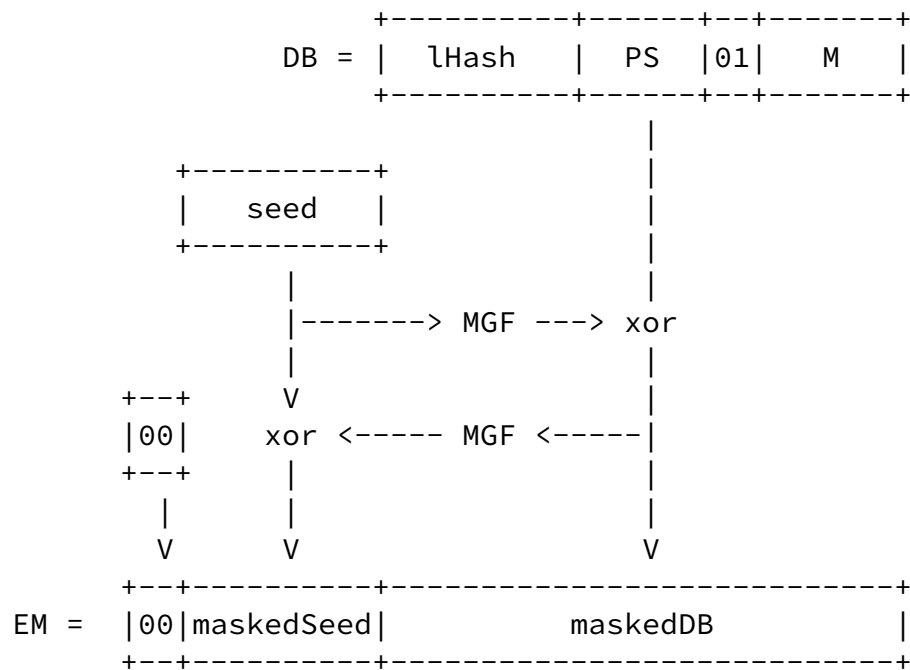 +----------+------+--+-------+
                   DB = |  lHash   |  PS  |01|   M   |
                        +----------+------+--+-------+
                                       |
             +----------+              |
             |   seed   |              |
             +----------+              |
                   |                   |
                   |-------> MGF ---> xor
                   |                   |
          +--+     V                   |
          |00|    xor <----- MGF <-----|
          +--+     |                   |
            |      |                   |
            V      V                   V
          +--+----------+----------------------------+
    EM =  |00|maskedSeed|          maskedDB          |
          +--+----------+----------------------------+